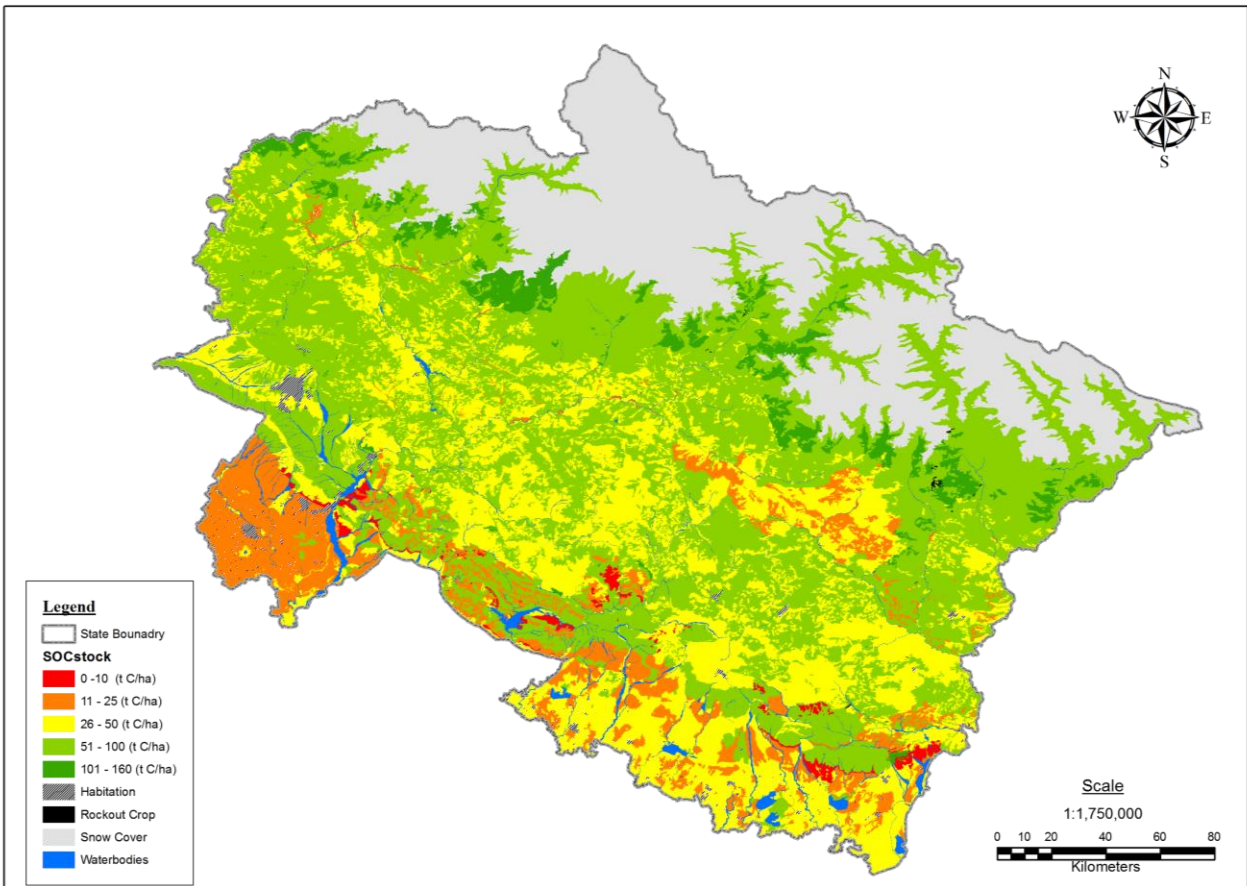 N
W E
S
Legend
State Bounadry
SOCstock
0 -10 (t C/ha)
11 - 25 (t C/ha)
26 - 50 (t C/ha)
51 - 100 (t C/ha)
101 - 160 (t C/ha)
Habitation
Rockout Crop
Snow Cover
Waterbodies
Scale
1:1,750,000
0 10 20 40 60 80
Kilometers